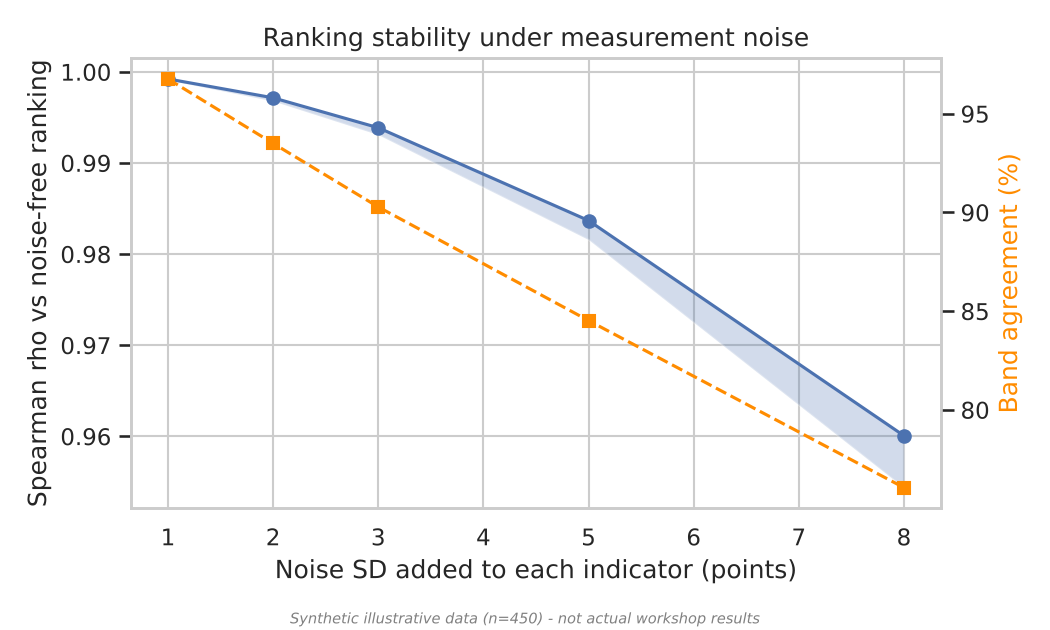 Ranking stability under measurement noise
Spearman rho vs noise-free ranking
1.00
0.99
0.98
0.97
0.96
95
90
85
80
Band agreement (%)
1 2 3 4 5 6 7 8
Noise SD added to each indicator (points)
Synthetic illustrative data (n=450) - not actual workshop results